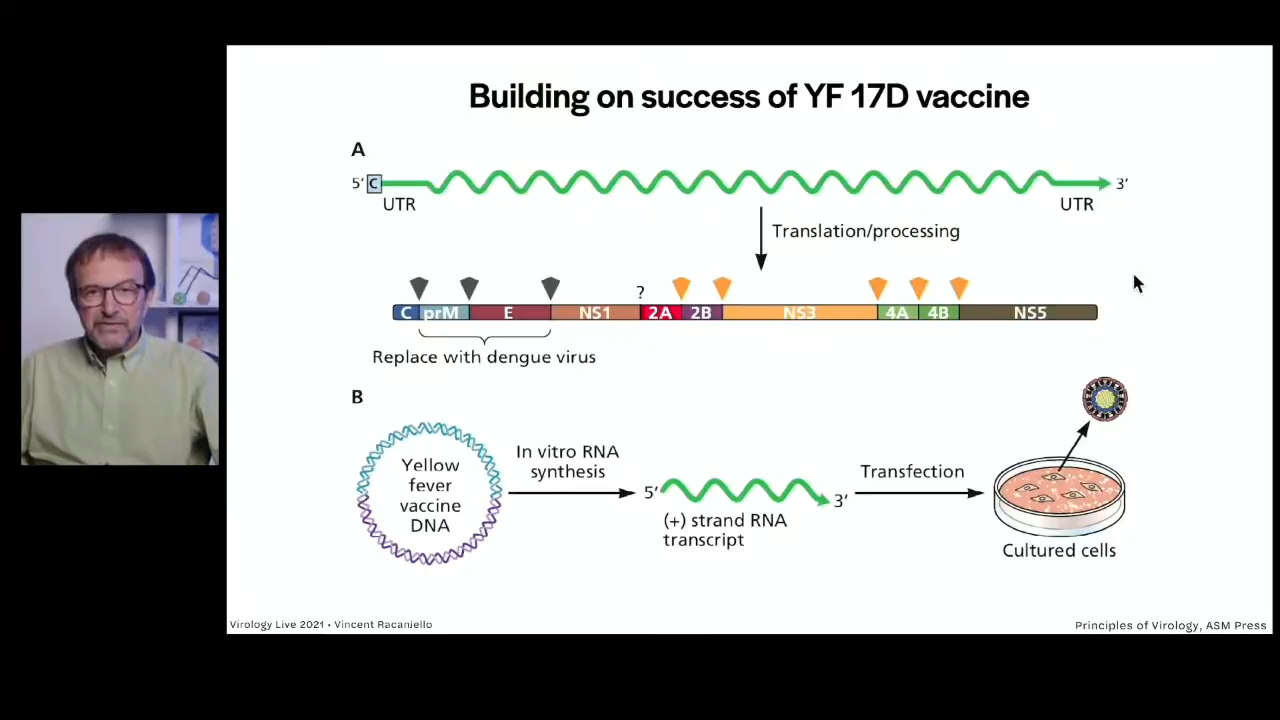 Building on success of YF 17D vaccine
A
5′ C 3′
UTR UTR
Translation/processing
?
C prM E NS1 2A 2B NS3 4A 4B NS5
Replace with dengue virus
B
Yellow
fever
vaccine
DNA
In vitro RNA
synthesis
5′ 3′
(+) strand RNA
transcript
Transfection
Cultured cells
Virology Live 2021 • Vincent Racaniello
Principles of Virology, ASM Press